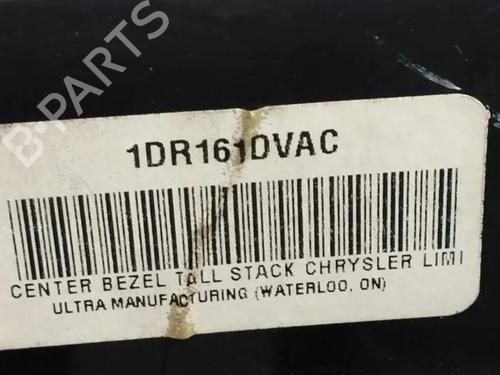 B-PARTS
1DR161DVAC
CENTER BEZEL TALL STACK CHRYSLER LIMI
ULTRA MANUFACTURING (WATERLOO, ON)